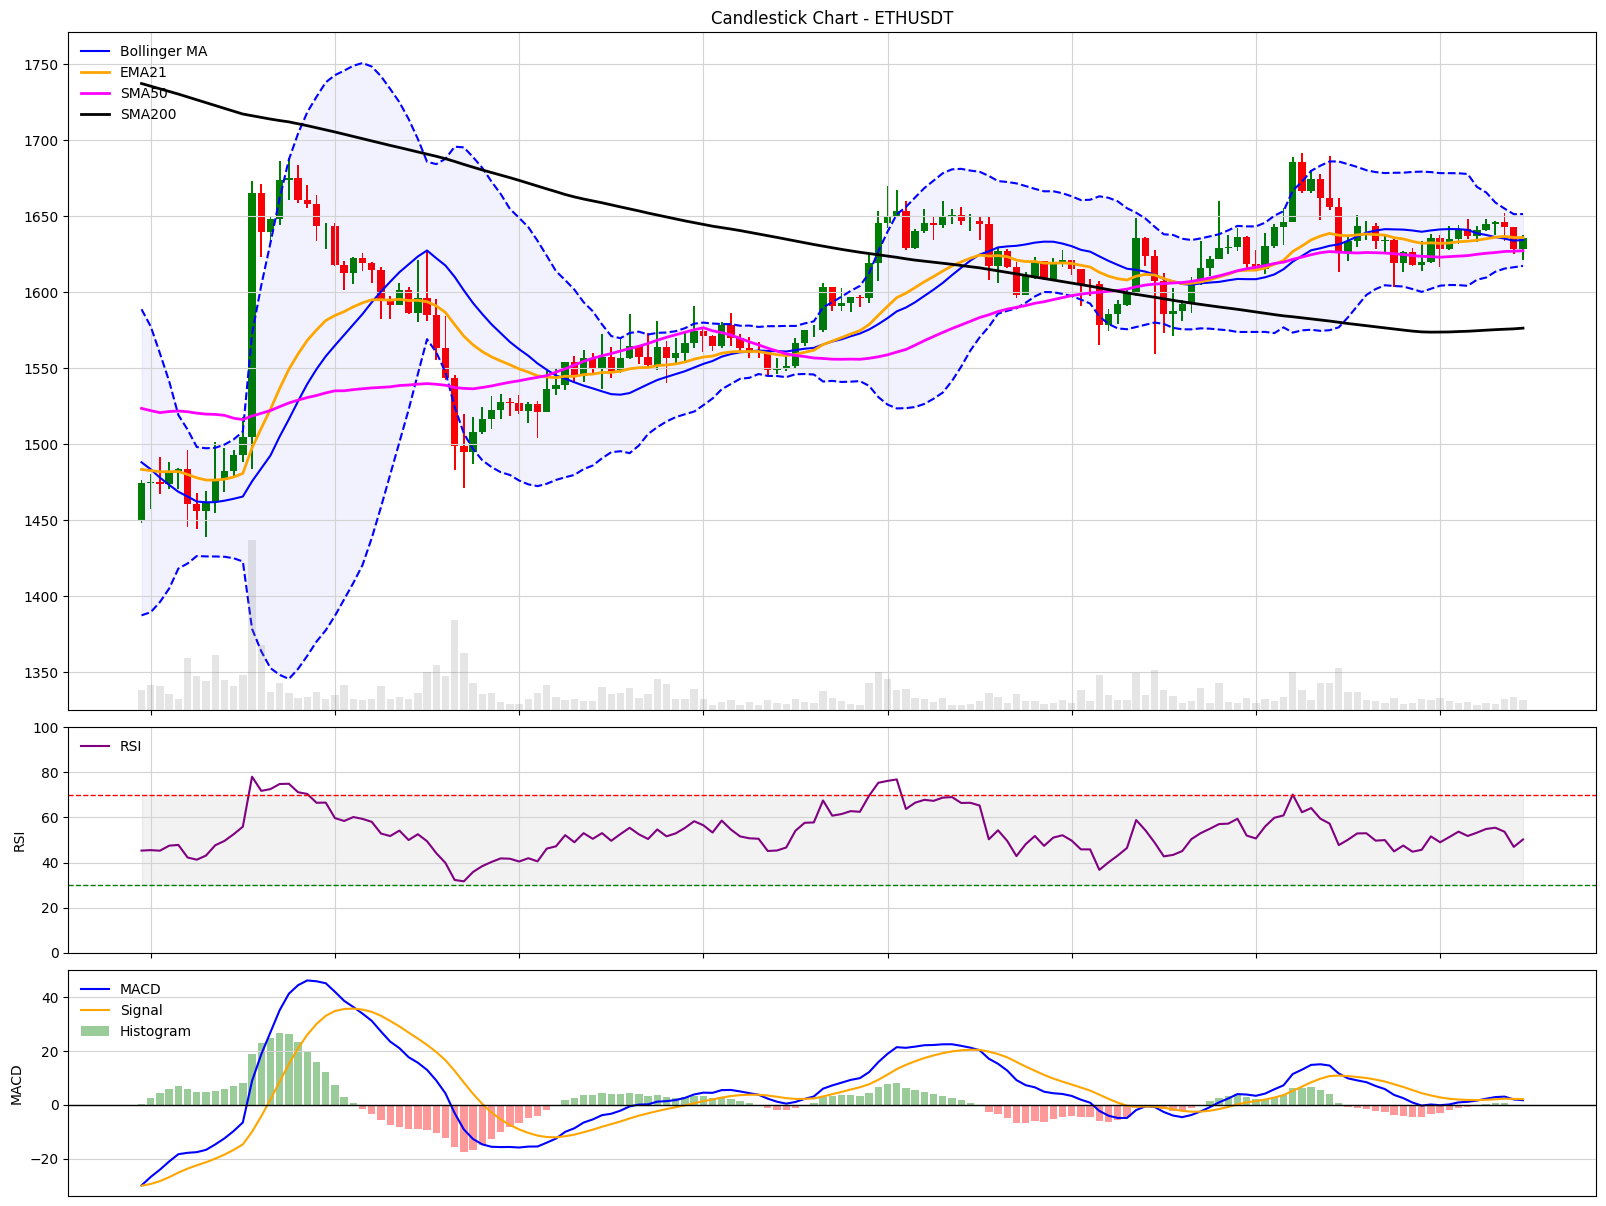 Candlestick Chart - ETHUSDT
Bollinger MA
EMA21
SMA50
SMA200
1750
1700
1650
1600
1550
1500
1450
1400
1350
RSI
RSI
100
80
60
40
20
0
MACD
Signal
Histogram
MACD
40
20
0
−20